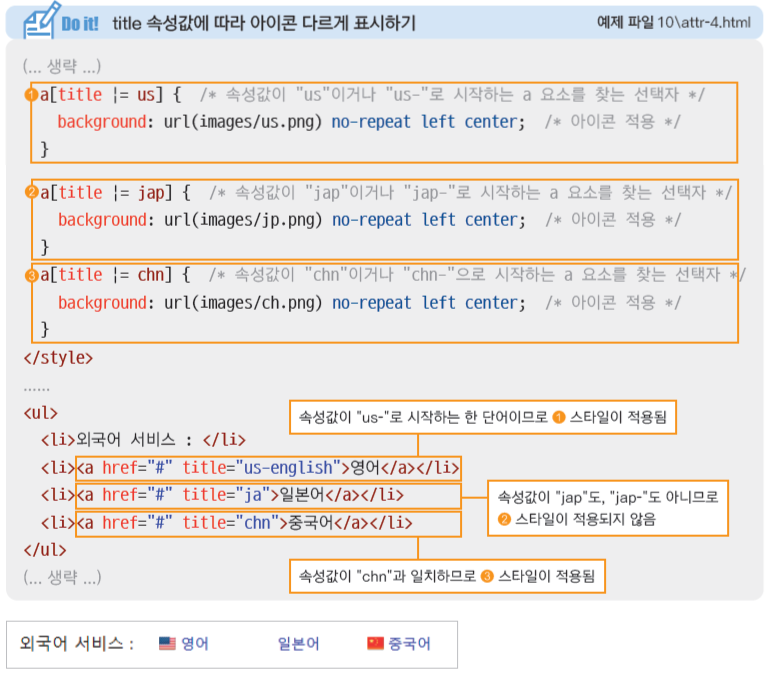 Do it! title 속성값에 따라 아이콘 다르게 표시하기 예제 파일 10\attr-4.html
(... 생략 ...)
❶ a[title |= us] { /* 속성값이 "us"이거나 "us-"로 시작하는 a 요소를 찾는 선택자 */
background: url(images/us.png) no-repeat left center; /* 아이콘 적용 */
}
❷ a[title |= jap] { /* 속성값이 "jap"이거나 "jap-"로 시작하는 a 요소를 찾는 선택자 */
background: url(images/jp.png) no-repeat left center; /* 아이콘 적용 */
}
❸ a[title |= chn] { /* 속성값이 "chn"이거나 "chn-"으로 시작하는 a 요소를 찾는 선택자 */
background: url(images/ch.png) no-repeat left center; /* 아이콘 적용 */
}
</style>
......
<ul>
속성값이 "us-"로 시작하는 한 단어이므로 ❶ 스타일이 적용됨
<li>외국어 서비스 : </li>
<li><a href="#" title="us-english">영어</a></li>
<li><a href="#" title="ja">일본어</a></li>
속성값이 "jap"도, "jap-"도 아니므로
❷ 스타일이 적용되지 않음
<li><a href="#" title="chn">중국어</a></li>
</ul>
속성값이 "chn"과 일치하므로 ❸ 스타일이 적용됨
(... 생략 ...)
외국어 서비스 : 영어 일본어 중국어